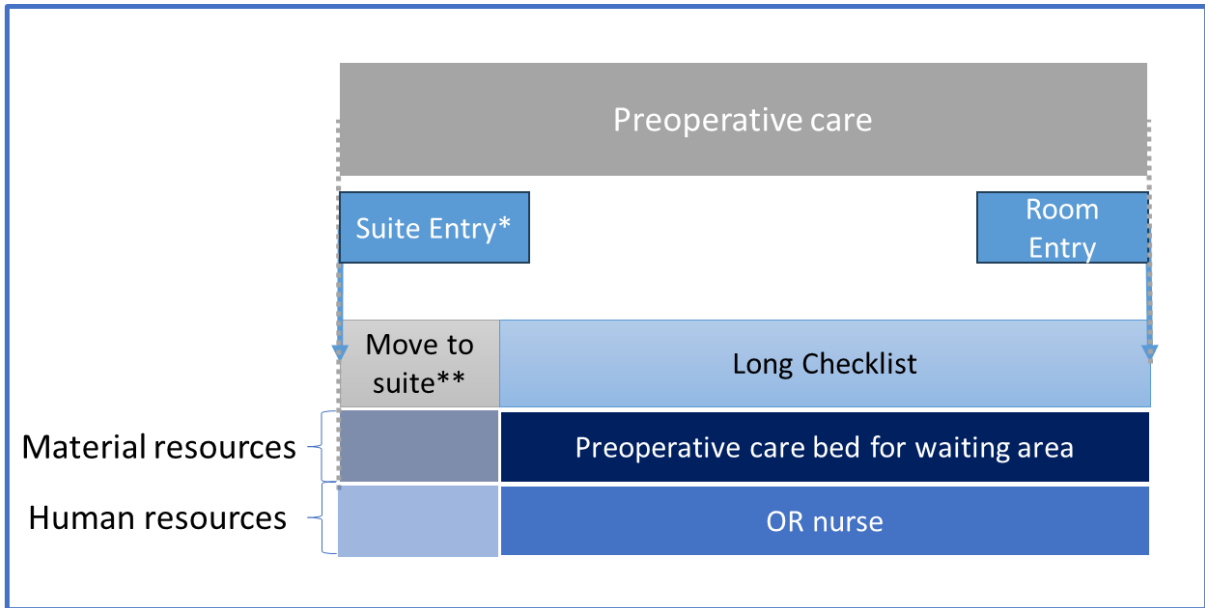 Preoperative care
Suite Entry*
Room
Entry
Move to
suite**
Long Checklist
Material resources
Preoperative care bed for waiting area
Human resources
OR nurse